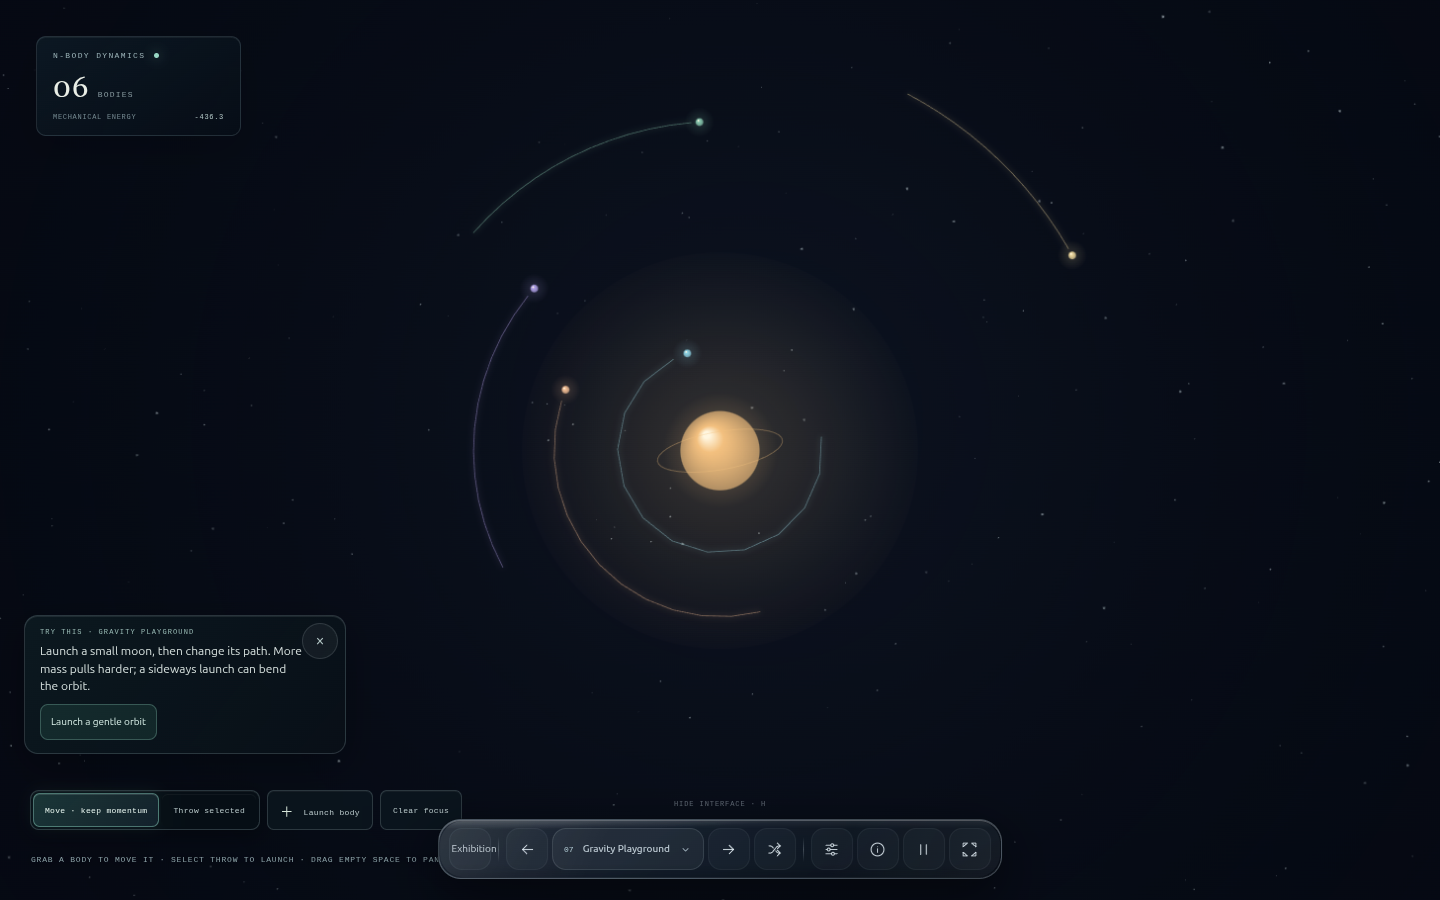 N-BODY DYNAMICS
06 BODIES
MECHANICAL ENERGY -436.3
TRY THIS · GRAVITY PLAYGROUND
×
Launch a small moon, then change its path. More
mass pulls harder; a sideways launch can bend
the orbit.
Launch a gentle orbit
Move · keep momentum Throw selected + Launch body Clear focus
HIDE INTERFACE · H
Exhibition 07 Gravity Playground
GRAB A BODY TO MOVE IT · SELECT THROW TO LAUNCH · DRAG EMPTY SPACE TO PAN